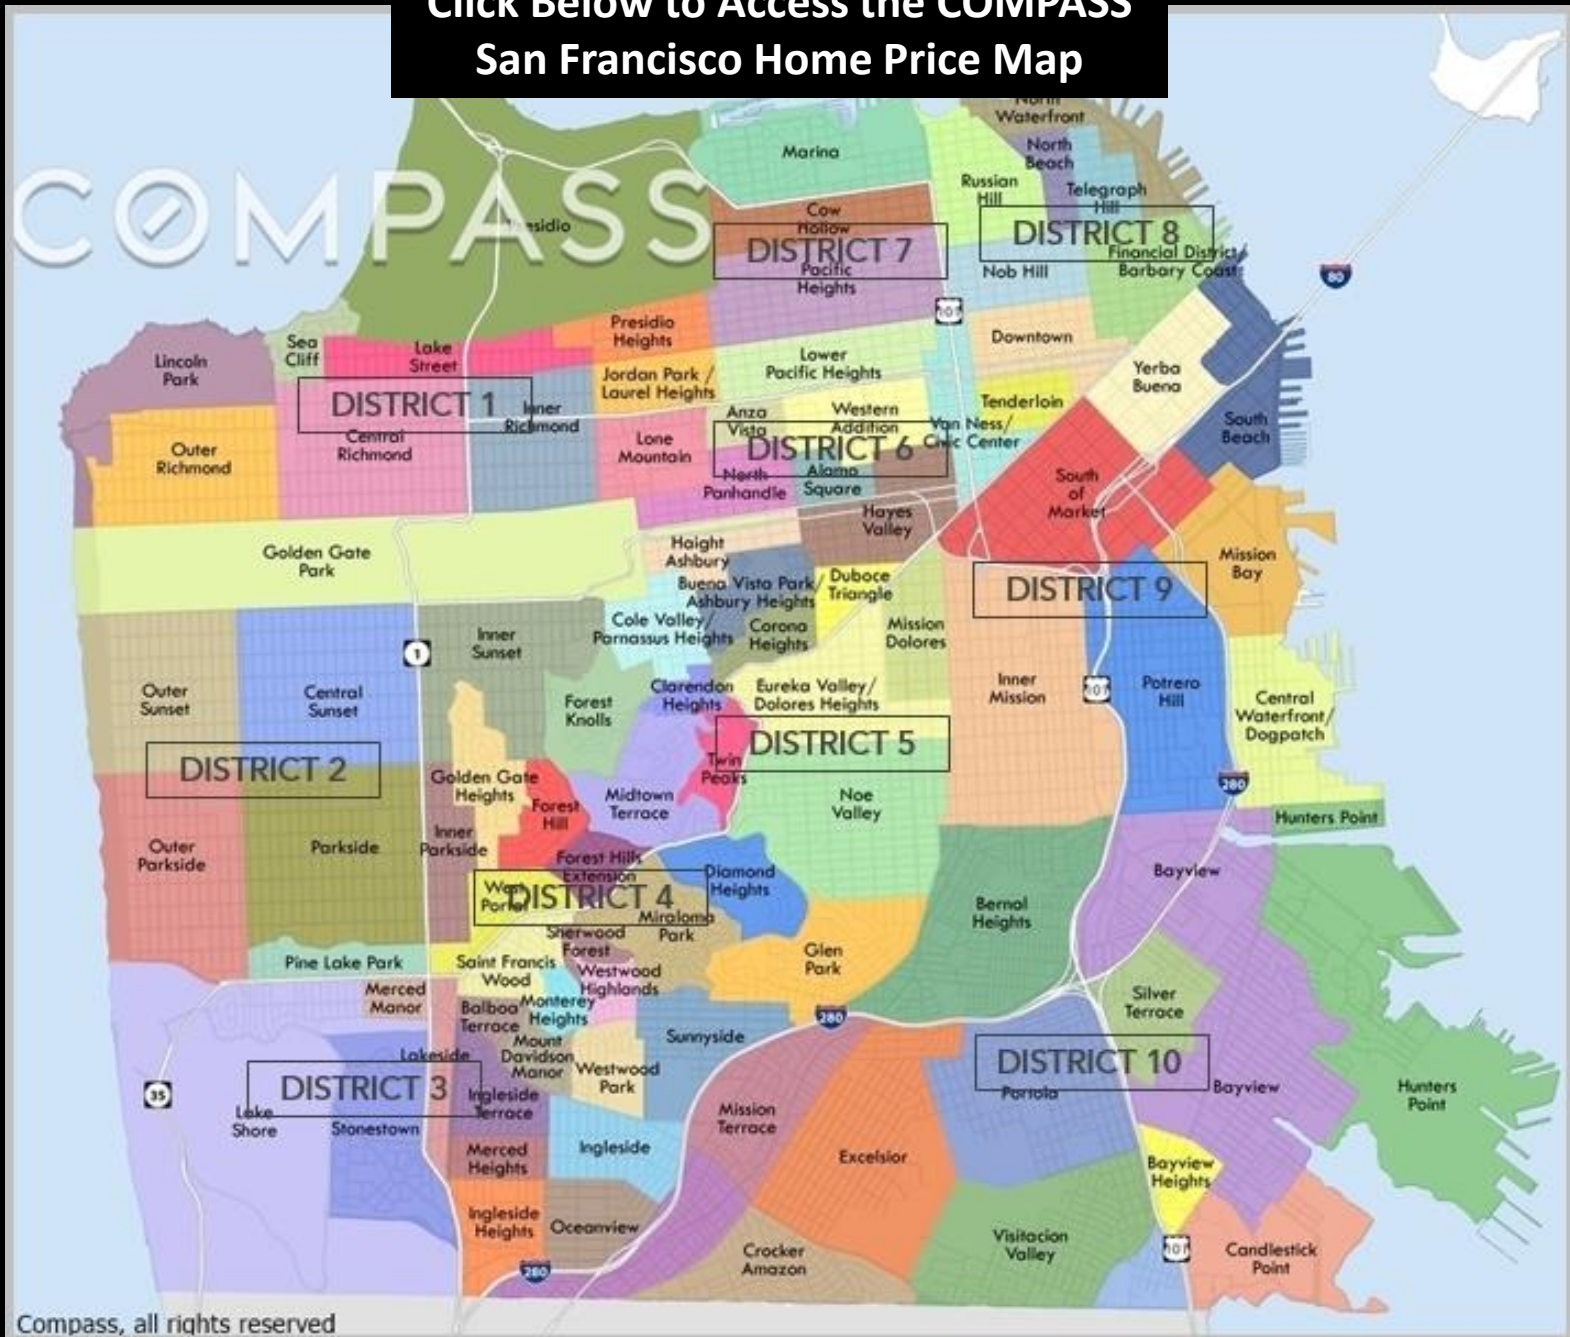 Click Below to Access the COMPASS
San Francisco Home Price Map
COMPASS
North
Waterfront
Marina
North
Beach
Russian
Hill
Telegraph
Hill
Presidio
Cow
Hollow
DISTRICT 7
DISTRICT 8
Financial District
Barbary Coast
Pacific
Heights
Nob Hill
80
101
Presidio
Heights
Downtown
Sea
Cliff
Lake
Street
Lincoln
Park
Lower
Pacific Heights
Yerba
Buena
Jordan Park /
Laurel Heights
DISTRICT 1
Inner
Richmond
Anza
Vista
Western
Addition
Tenderloin
Van Ness/
Civic Center
South
Beach
Outer
Richmond
Central
Richmond
Lone
Mountain
DISTRICT 6
North
Panhandle
Alamo
Square
South
of
Market
Hayes
Valley
Golden Gate
Park
Haight
Ashbury
Mission
Bay
Buena Vista Park/
Ashbury Heights
Duboce
Triangle
DISTRICT 9
Cole Valley/
Parnassus Heights
Corona
Heights
Mission
Dolores
Inner
Sunset
1
Outer
Sunset
Central
Sunset
Forest
Knolls
Clarendon
Heights
Eureka Valley/
Dolores Heights
Inner
Mission
101
Potrero
Hill
Central
Waterfront/
Dogpatch
DISTRICT 5
DISTRICT 2
Twin
Peaks
Golden Gate
Heights
Midtown
Terrace
Noe
Valley
280
Forest
Hill
Hunters Point
Outer
Parkside
Parkside
Inner
Parkside
Forest Hills
Extension
Diamond
Heights
Bayview
West
Portal
DISTRICT 4
Miraloma
Park
Bernal
Heights
Sherwood
Forest
Glen
Park
Pine Lake Park
Saint Francis
Wood
Westwood
Highlands
Merced
Manor
Balboa
Terrace
Monterey
Heights
280
Silver
Terrace
Sunnyside
Lakeside
Mount
Davidson
Manor
Westwood
Park
DISTRICT 10
Portola
Bayview
Hunters
Point
35
DISTRICT 3
Lake
Shore
Stonestown
Ingleside
Terrace
Mission
Terrace
Merced
Heights
Ingleside
Excelsior
Bayview
Heights
Ingleside
Heights
Oceanview
Visitacion
Valley
101
Crocker
Amazon
Candlestick
Point
280
Compass, all rights reserved